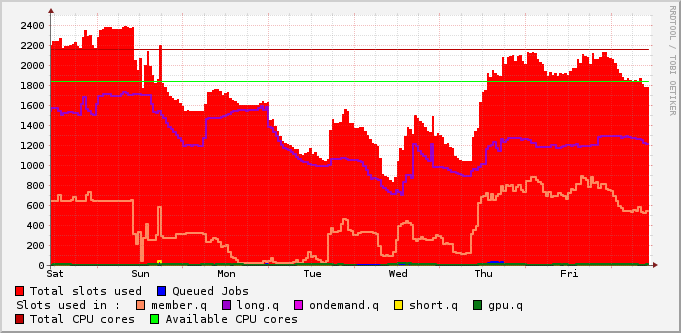 RRDTOOL / TOBI OETIKER
2400
2200
2000
1800
1600
1400
1200
1000
800
600
400
200
0
Sat Sun Mon Tue Wed Thu Fri
Total slots used Queued Jobs
Slots used in : member.q long.q ondemand.q short.q gpu.q
Total CPU cores Available CPU cores